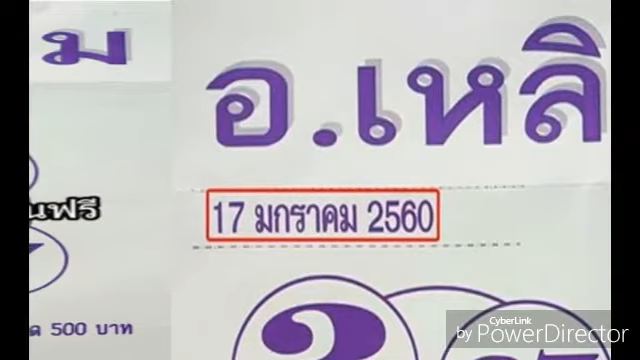 ม
อ.เหลิ
นฟรี
17 มกราคม 2560
ด 500 บาท
CyberLink
by PowerDirector